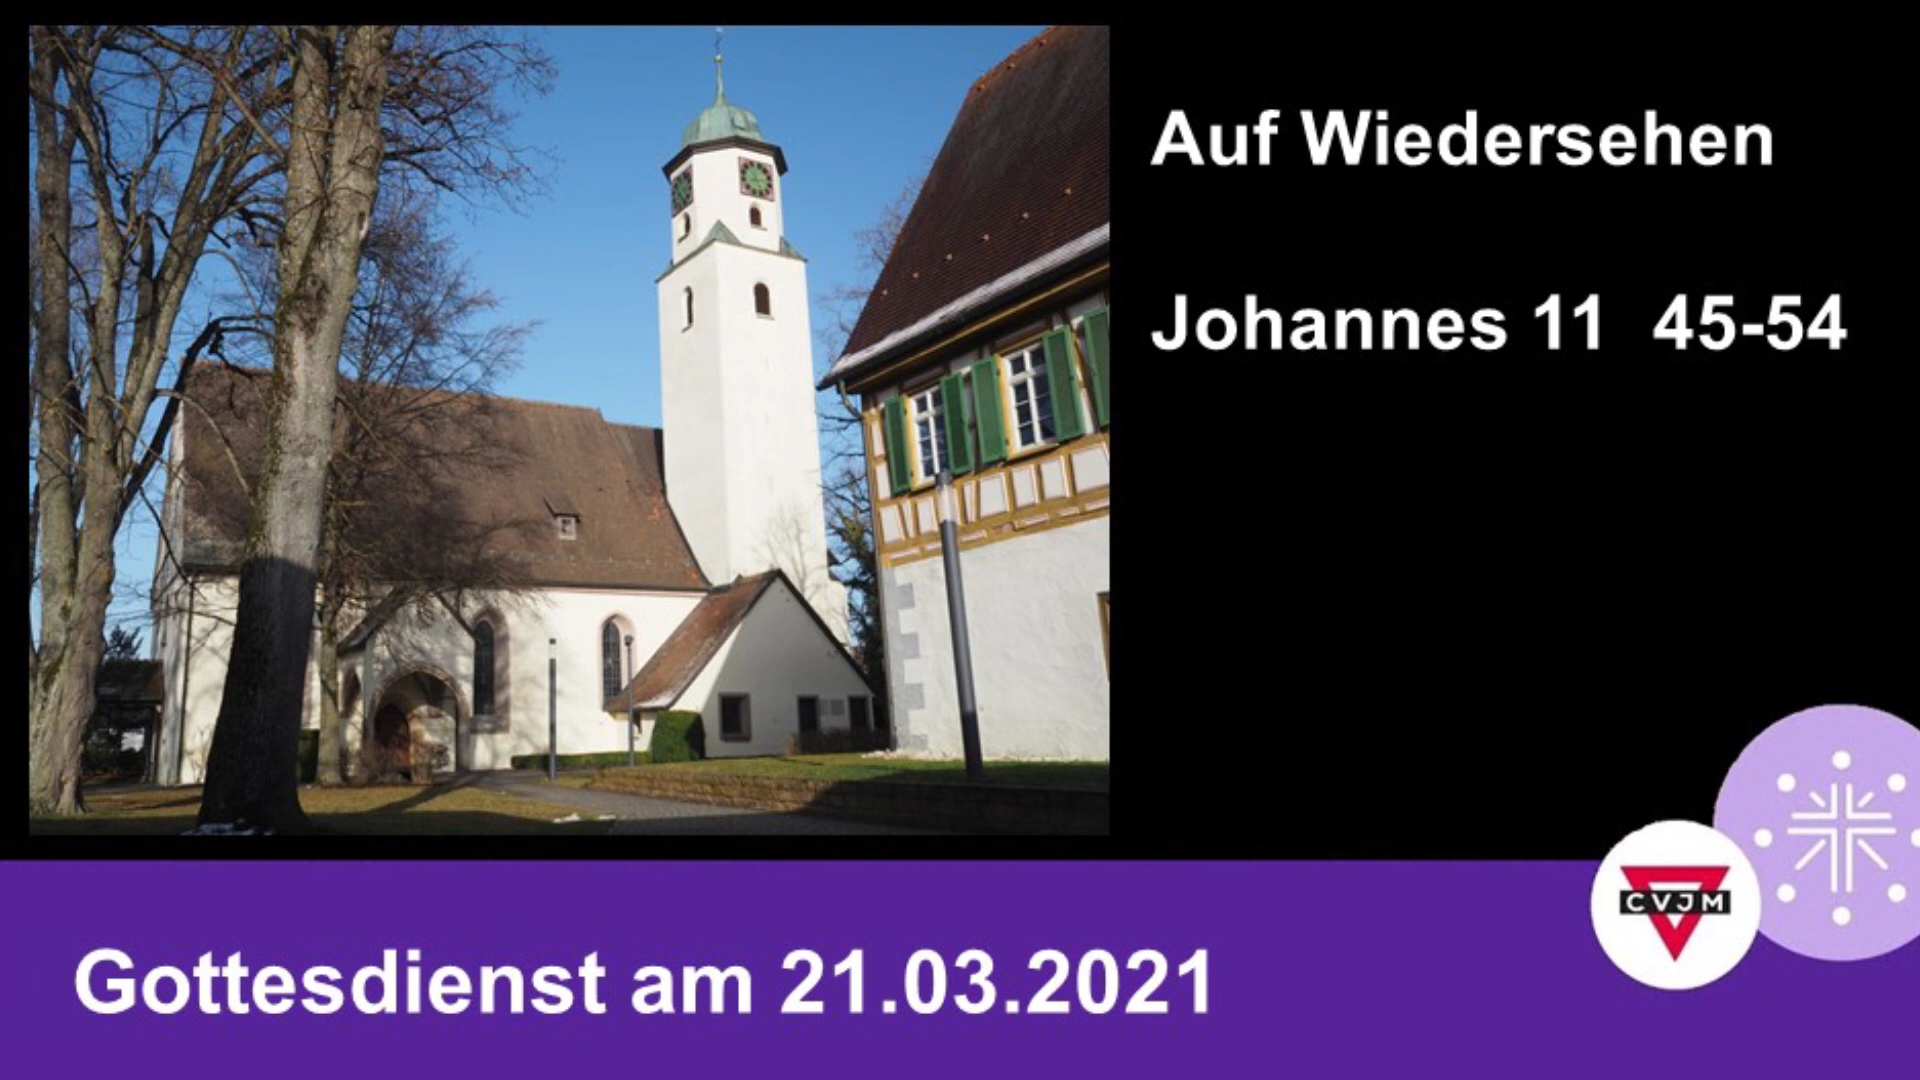 Auf Wiedersehen
Johannes 11 45-54
CVJM
Gottesdienst am 21.03.2021